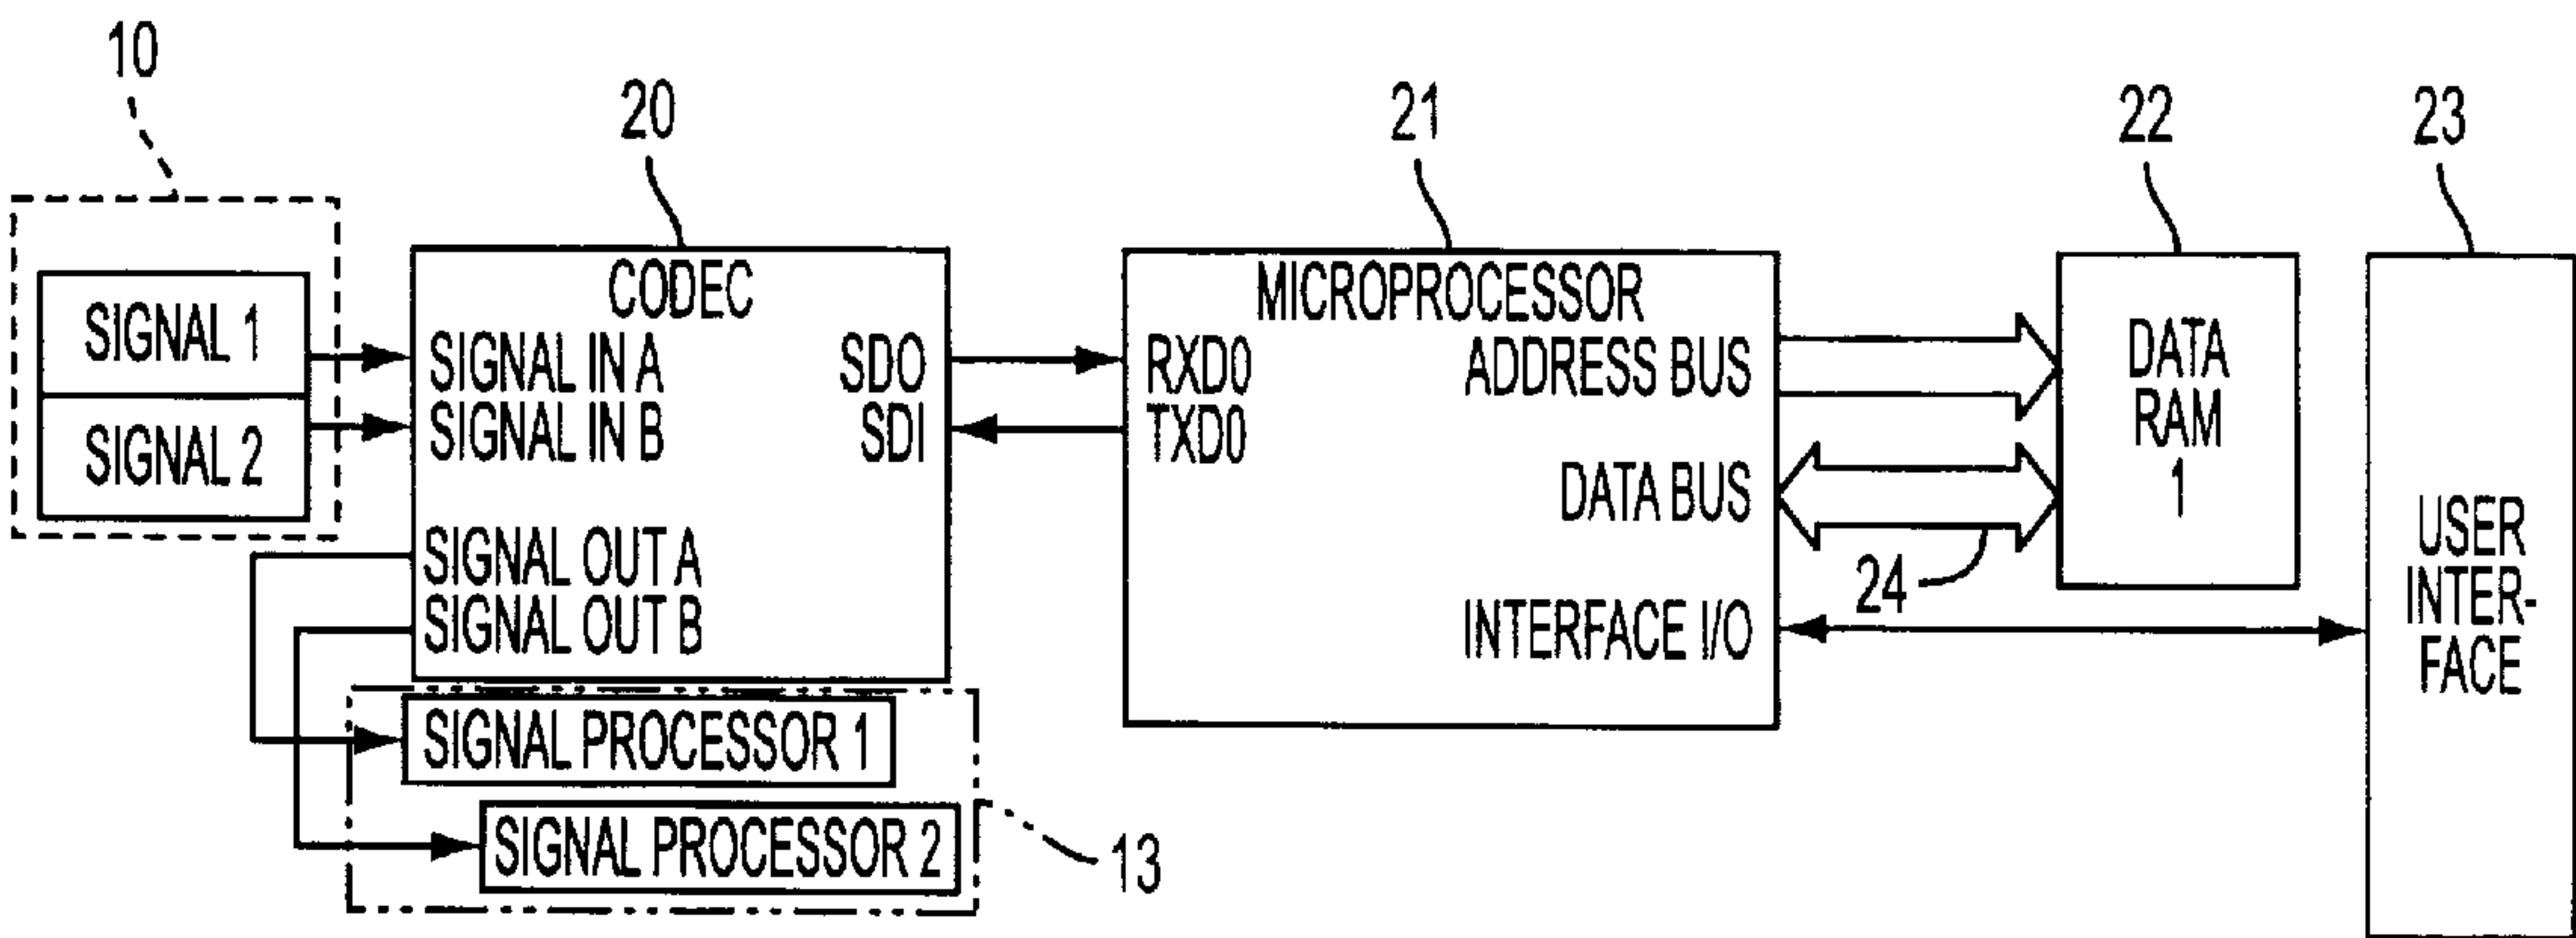 10
20
21
22
23
SIGNAL 1
SIGNAL 2
CODEC
SIGNAL IN A
SIGNAL IN B
SDO
SDI
SIGNAL OUT A
SIGNAL OUT B
SIGNAL PROCESSOR 1
SIGNAL PROCESSOR 2
13
MICROPROCESSOR
RXD0
TXD0
ADDRESS BUS
DATA BUS
INTERFACE I/O
24
DATA
RAM
1
USER
INTER-
FACE